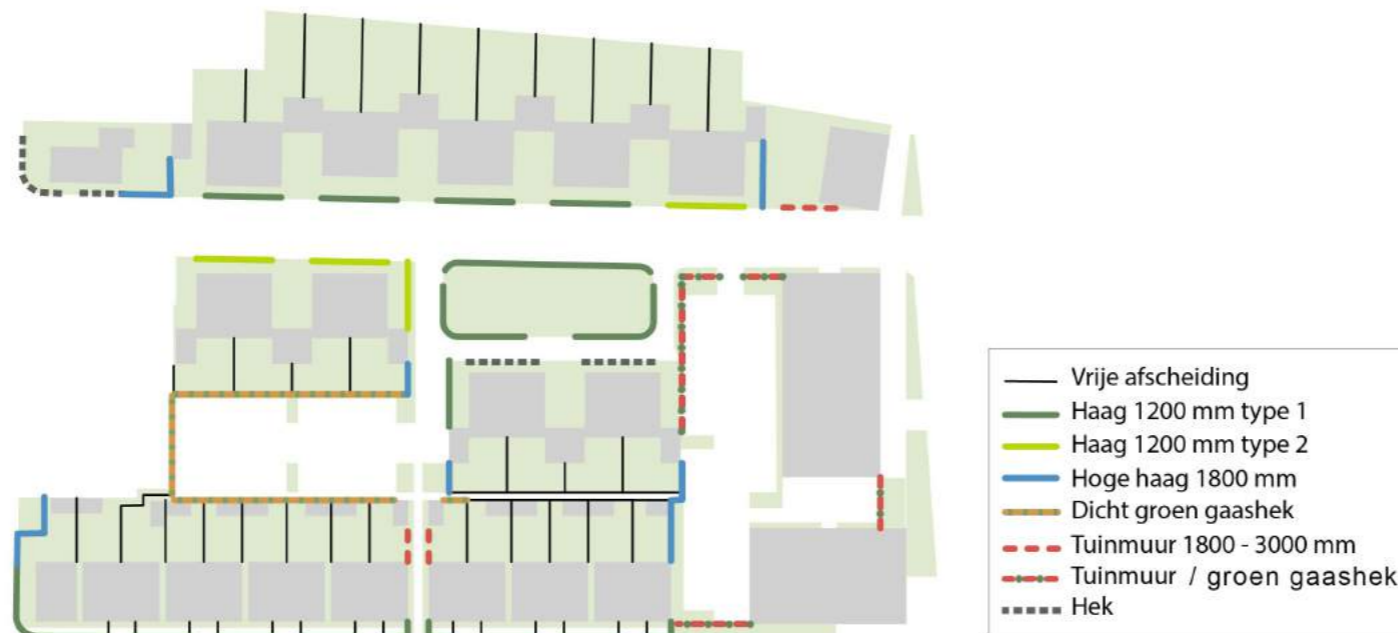 Vrije afscheiding
Haag 1200 mm type 1
Haag 1200 mm type 2
Hoge haag 1800 mm
Dicht groen gaashek
Tuinmuur 1800 - 3000 mm
Tuinmuur / groen gaashek
Hek